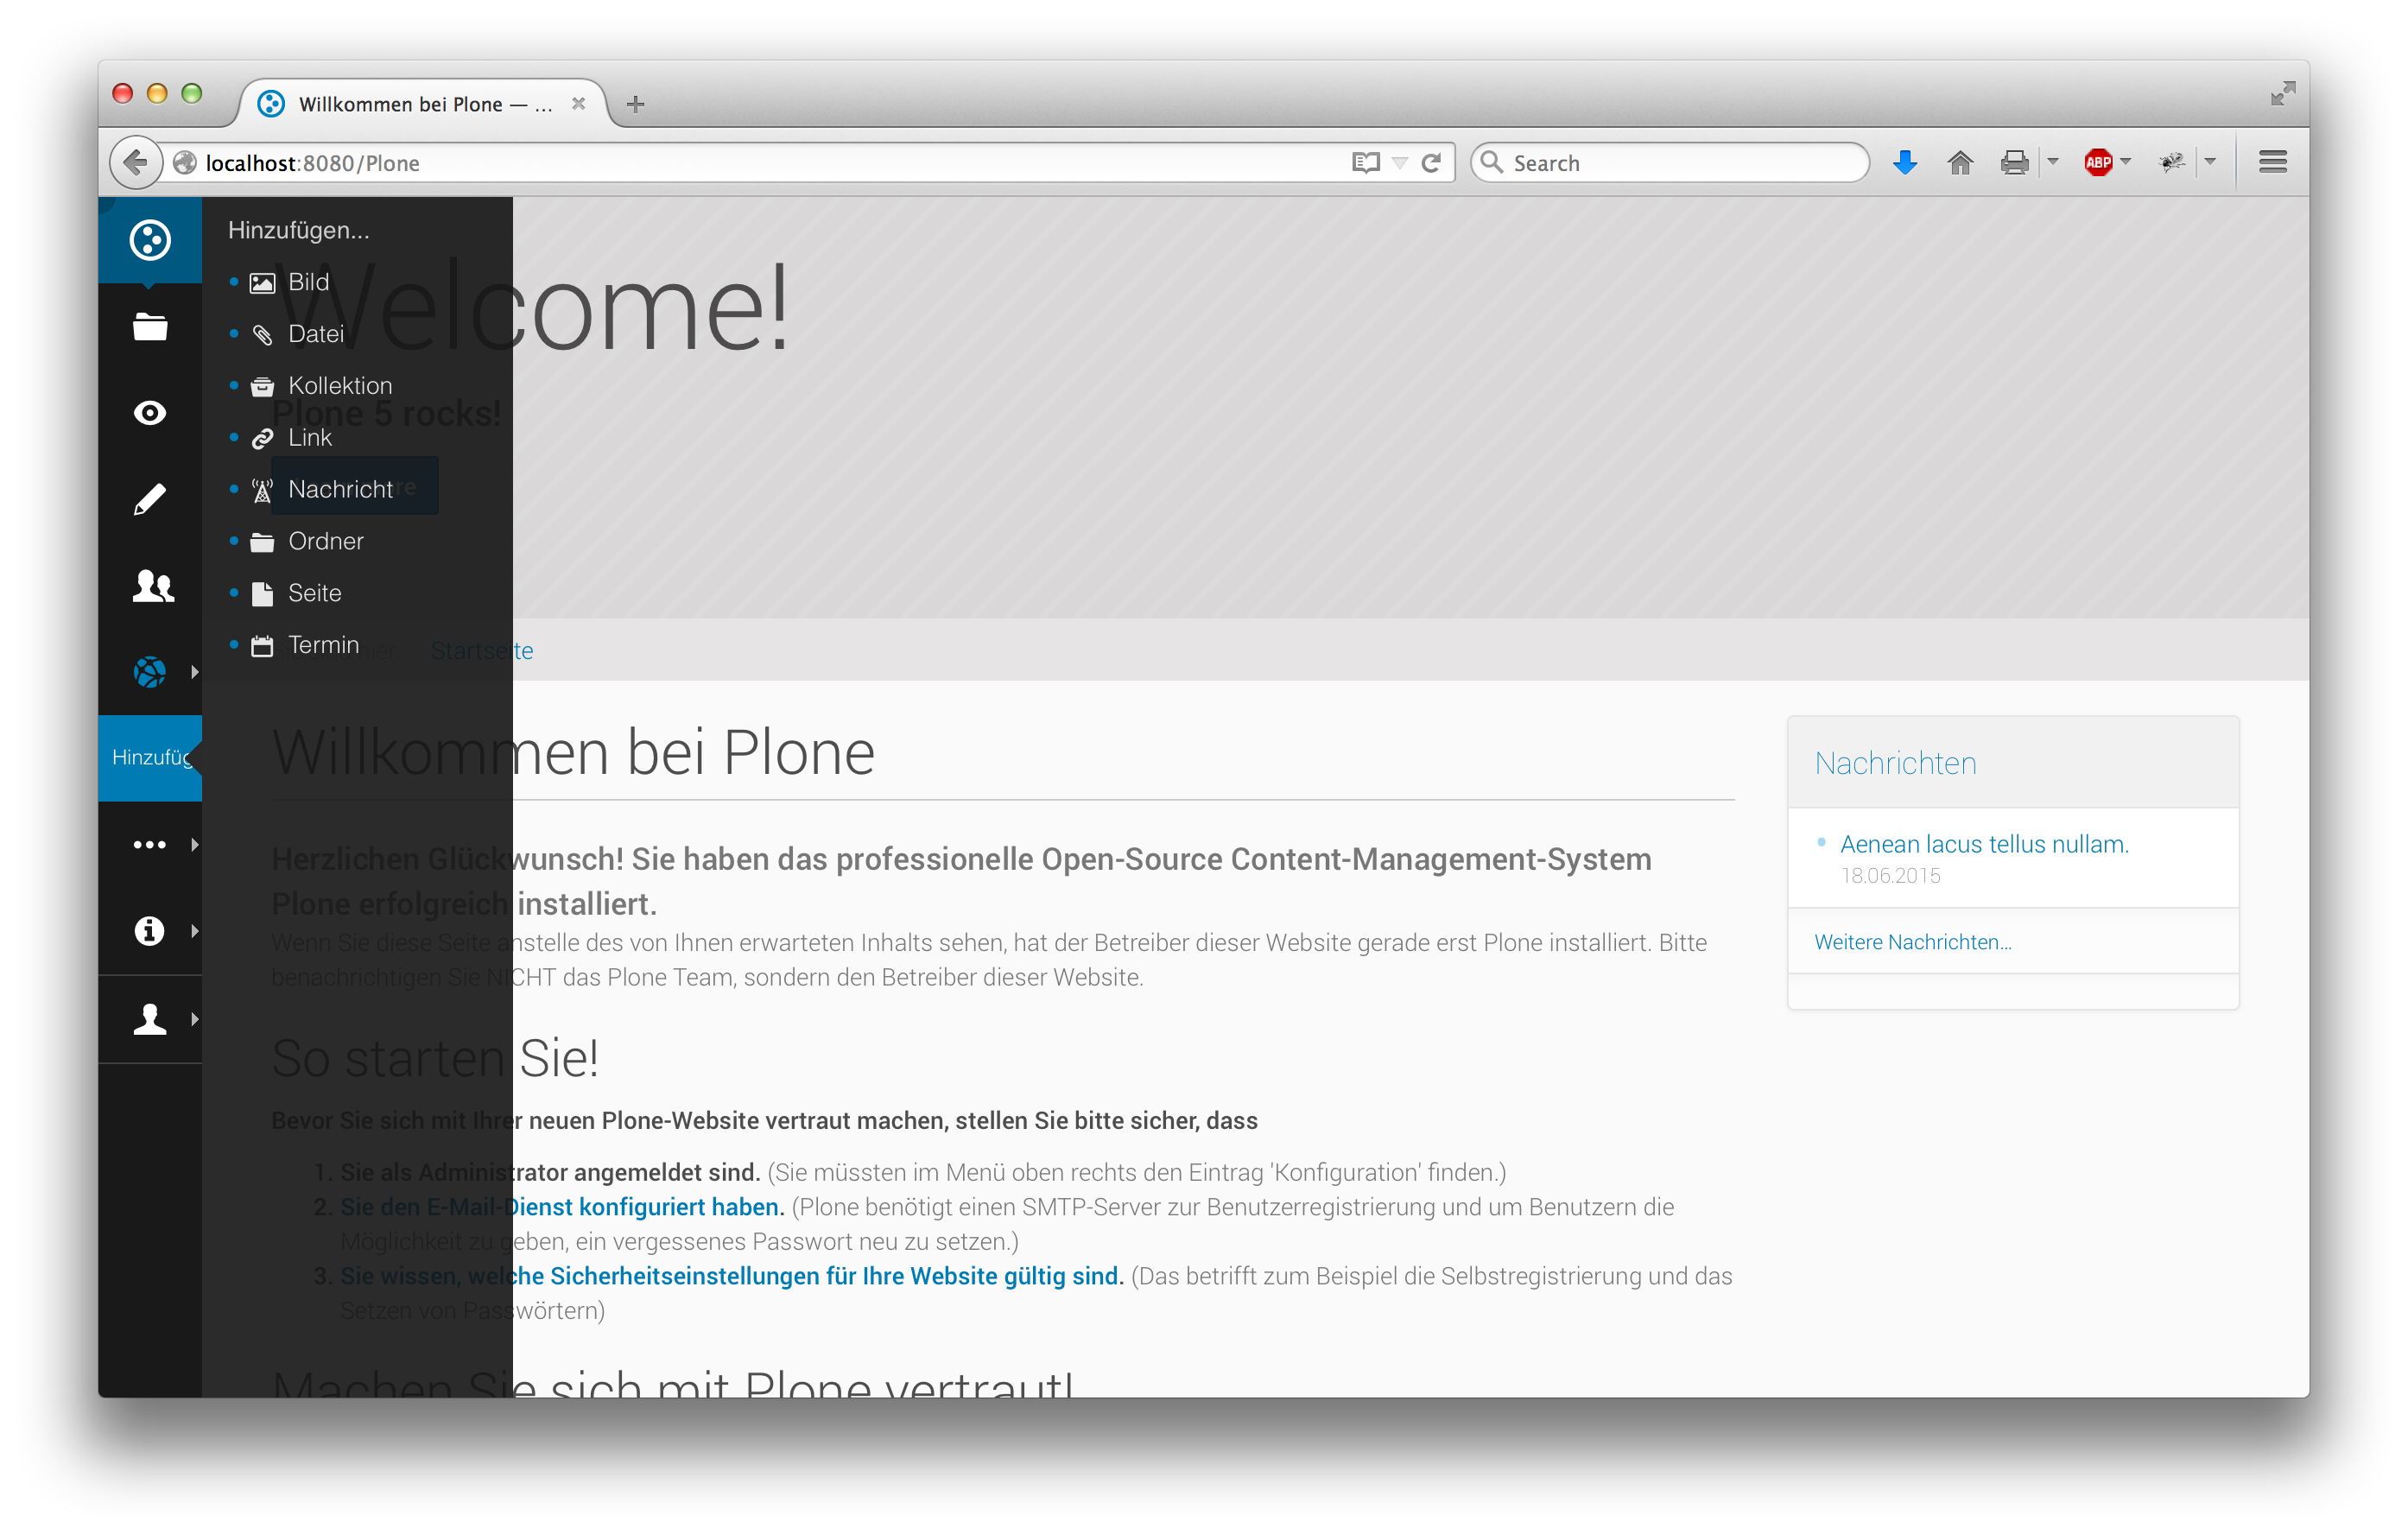 Willkommen bei Plone — ...
localhost:8080/Plone
Search
Hinzufügen...
Bild
Datei
Kollektion
Link
Nachricht
Ordner
Seite
Termin
Hinzufüg
Welcome!
Plone 5 rocks!
Startseite
Willkommen bei Plone
Herzlichen Glückwunsch! Sie haben das professionelle Open-Source Content-Management-System
Plone erfolgreich installiert.
Wenn Sie diese Seite anstelle des von Ihnen erwarteten Inhalts sehen, hat der Betreiber dieser Website gerade erst Plone installiert. Bitte
benachrichtigen Sie NICHT das Plone Team, sondern den Betreiber dieser Website.
So starten Sie!
Bevor Sie sich mit Ihrer neuen Plone-Website vertraut machen, stellen Sie bitte sicher, dass
1. Sie als Administrator angemeldet sind. (Sie müssten im Menü oben rechts den Eintrag 'Konfiguration' finden.)
2. Sie den E-Mail-Dienst konfiguriert haben. (Plone benötigt einen SMTP-Server zur Benutzerregistrierung und um Benutzern die
Möglichkeit zu geben, ein vergessenes Passwort neu zu setzen.)
3. Sie wissen, welche Sicherheitseinstellungen für Ihre Website gültig sind. (Das betrifft zum Beispiel die Selbstregistrierung und das
Setzen von Passwörtern)
Machen Sie sich mit Plone vertraut!
Nachrichten
Aenean lacus tellus nullam.
18.06.2015
Weitere Nachrichten...
ABP